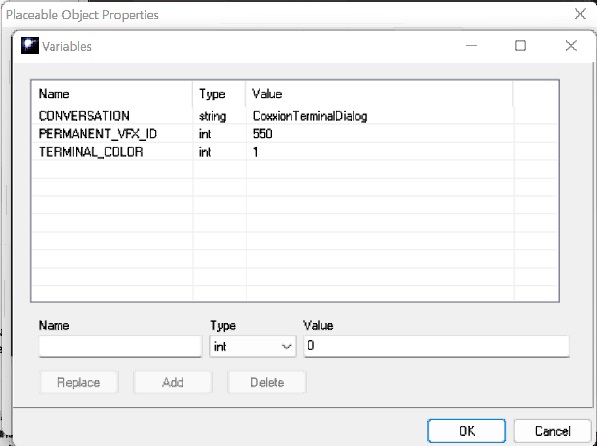 Placeable Object Properties
Variables
Name Type Value
CONVERSATION string CoxxionTerminalDialog
PERMANENT_VFX_ID int 550
TERMINAL_COLOR int 1
Name Type Value
int 0
Replace Add Delete
OK Cancel